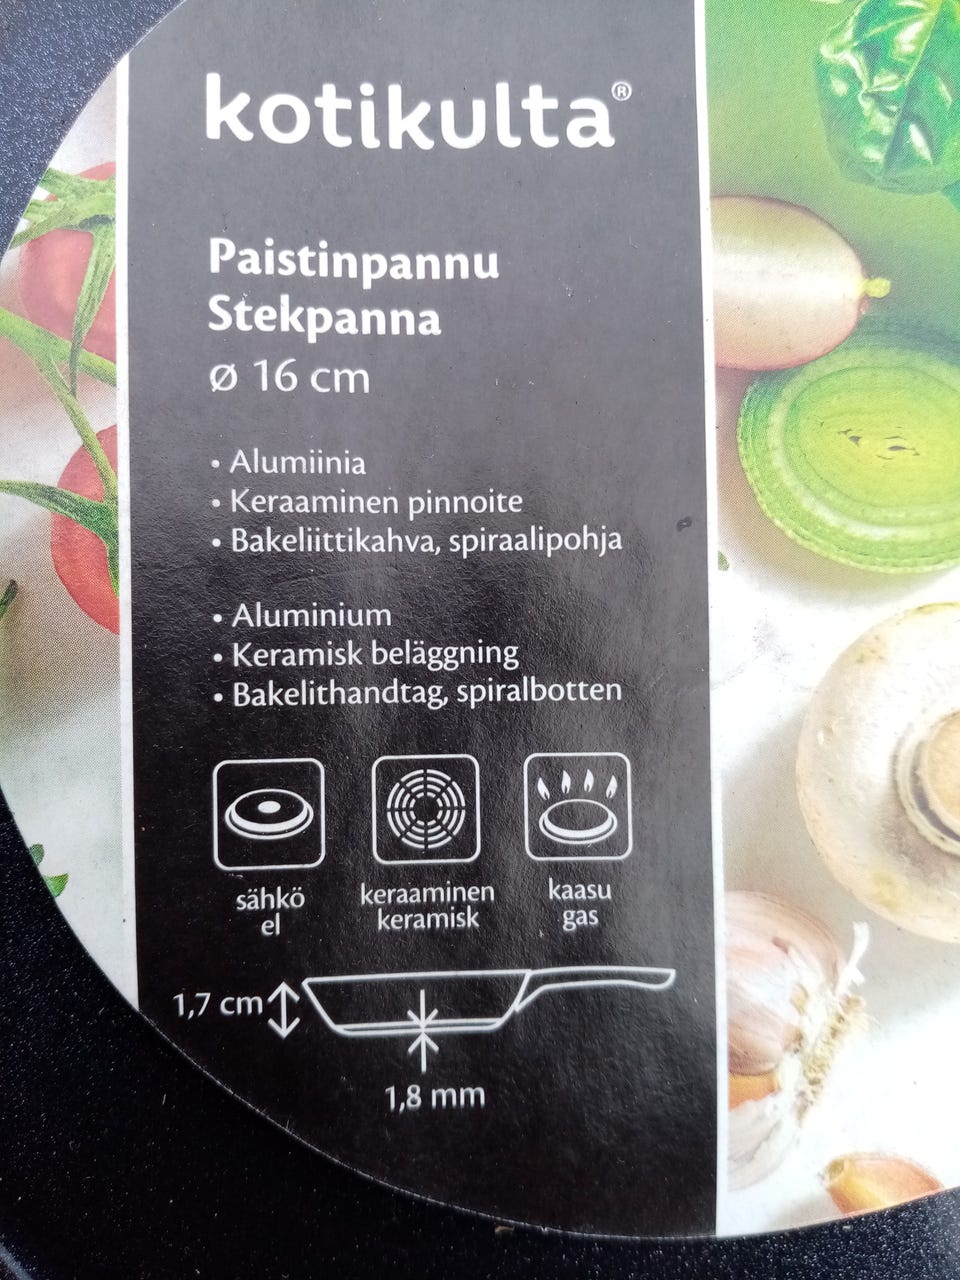 kotikulta®
Paistinpannu
Stekpanna
ø 16 cm
• Alumiinia
• Keraaminen pinnoite
• Bakeliittikahva, spiraalipohja
• Aluminium
• Keramisk beläggning
• Bakelithandtag, spiralbotten
sähkö
el
keraaminen
keramisk
kaasu
gas
1,7 cm
1,8 mm